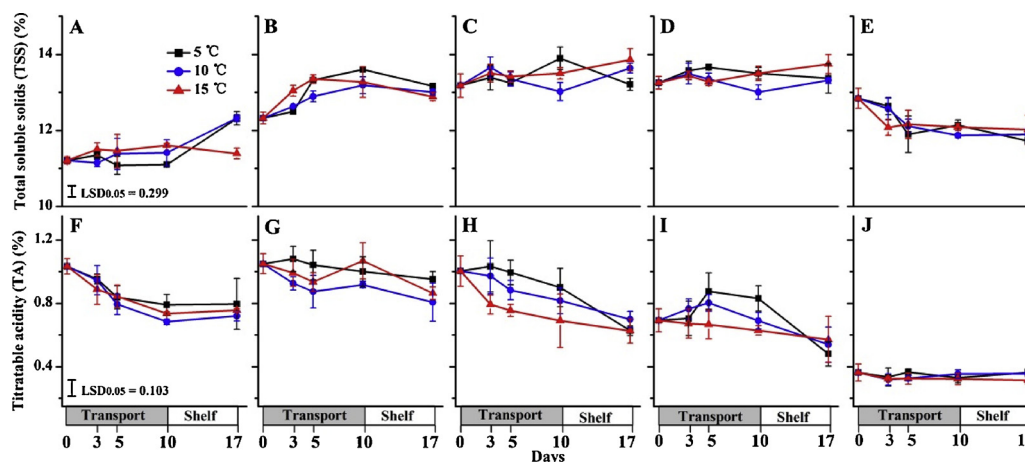 Total soluble solids (TSS) (%)
14
13
12
11
10
A
B
C
D
E
5 ℃
10 ℃
15 ℃
LSD0.05 = 0.299
Titratable acidity (TA) (%)
1.2
0.8
0.4
F
G
H
I
J
LSD0.05 = 0.103
Transport Shelf Transport Shelf Transport Shelf Transport Shelf Transport Shelf
0 3 5 10 17 0 3 5 10 17 0 3 5 10 17 0 3 5 10 17 0 3 5 10
Days